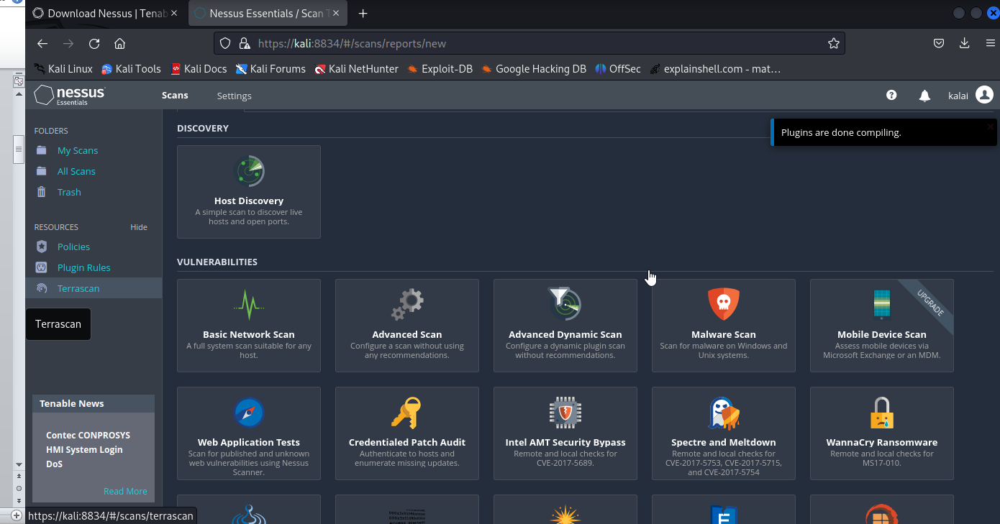 Download Nessus | Tenab
Nessus Essentials / Scan T
https://kali:8834/#/scans/reports/new
Kali Linux
Kali Tools
Kali Docs
Kali Forums
Kali NetHunter
Exploit-DB
Google Hacking DB
OffSec
explainshell.com - mat…
nessus
Essentials
Scans
Settings
kalai
FOLDERS
My Scans
All Scans
Trash
RESOURCES
Hide
Policies
Plugin Rules
Terrascan
Terrascan
Tenable News
Contec CONPROSYS
HMI System Login
DoS
Read More
https://kali:8834/#/scans/terrascan
Plugins are done compiling.
DISCOVERY
Host Discovery
A simple scan to discover live
hosts and open ports.
VULNERABILITIES
Basic Network Scan
A full system scan suitable for any
host.
Advanced Scan
Configure a scan without using
any recommendations.
Advanced Dynamic Scan
Configure a dynamic plugin scan
without recommendations.
Malware Scan
Scan for malware on Windows and
Unix systems.
UPGRADE
Mobile Device Scan
Assess mobile devices via
Microsoft Exchange or an MDM.
Web Application Tests
Scan for published and unknown
web vulnerabilities using Nessus
Scanner.
Credentialed Patch Audit
Authenticate to hosts and
enumerate missing updates.
Intel AMT Security Bypass
Remote and local checks for
CVE-2017-5689.
Spectre and Meltdown
Remote and local checks for
CVE-2017-5753, CVE-2017-5715,
and CVE-2017-5754
WannaCry Ransomware
Remote and local checks for
MS17-010.